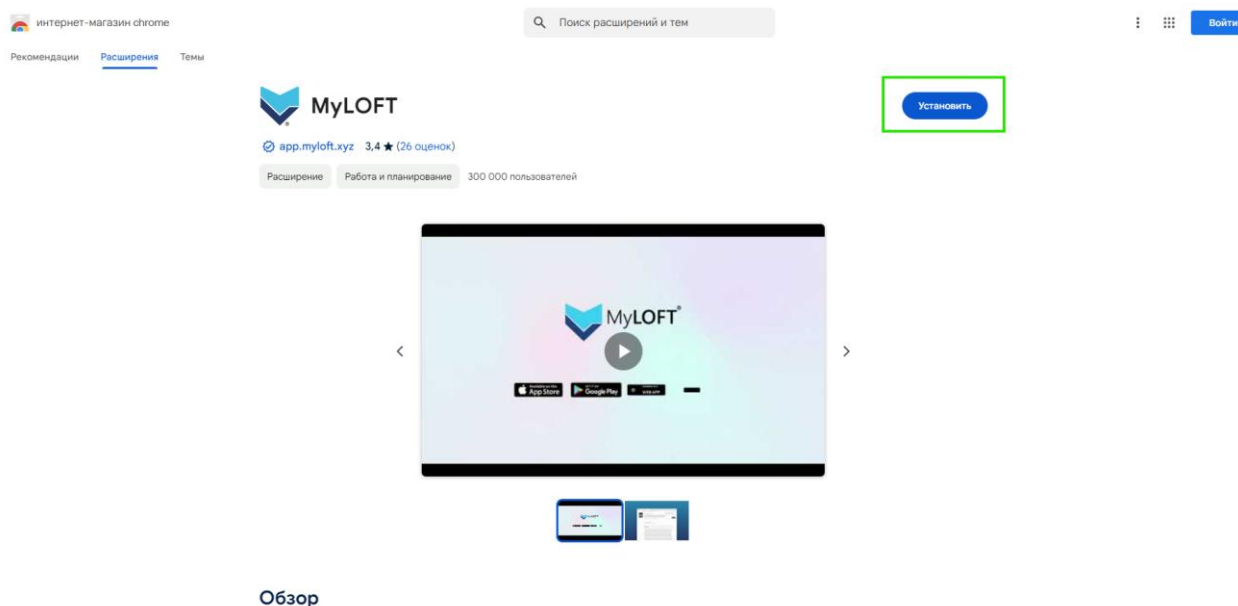 интернет-магазин chrome
Поиск расширений и тем
Войти
Рекомендации Расширения Темы
MyLOFT
Установить
app.myloft.xyz 3,4 ★ (26 оценок)
Расширение Работа и планирование 300 000 пользователей
MyLOFT®
App Store Google Play
Обзор